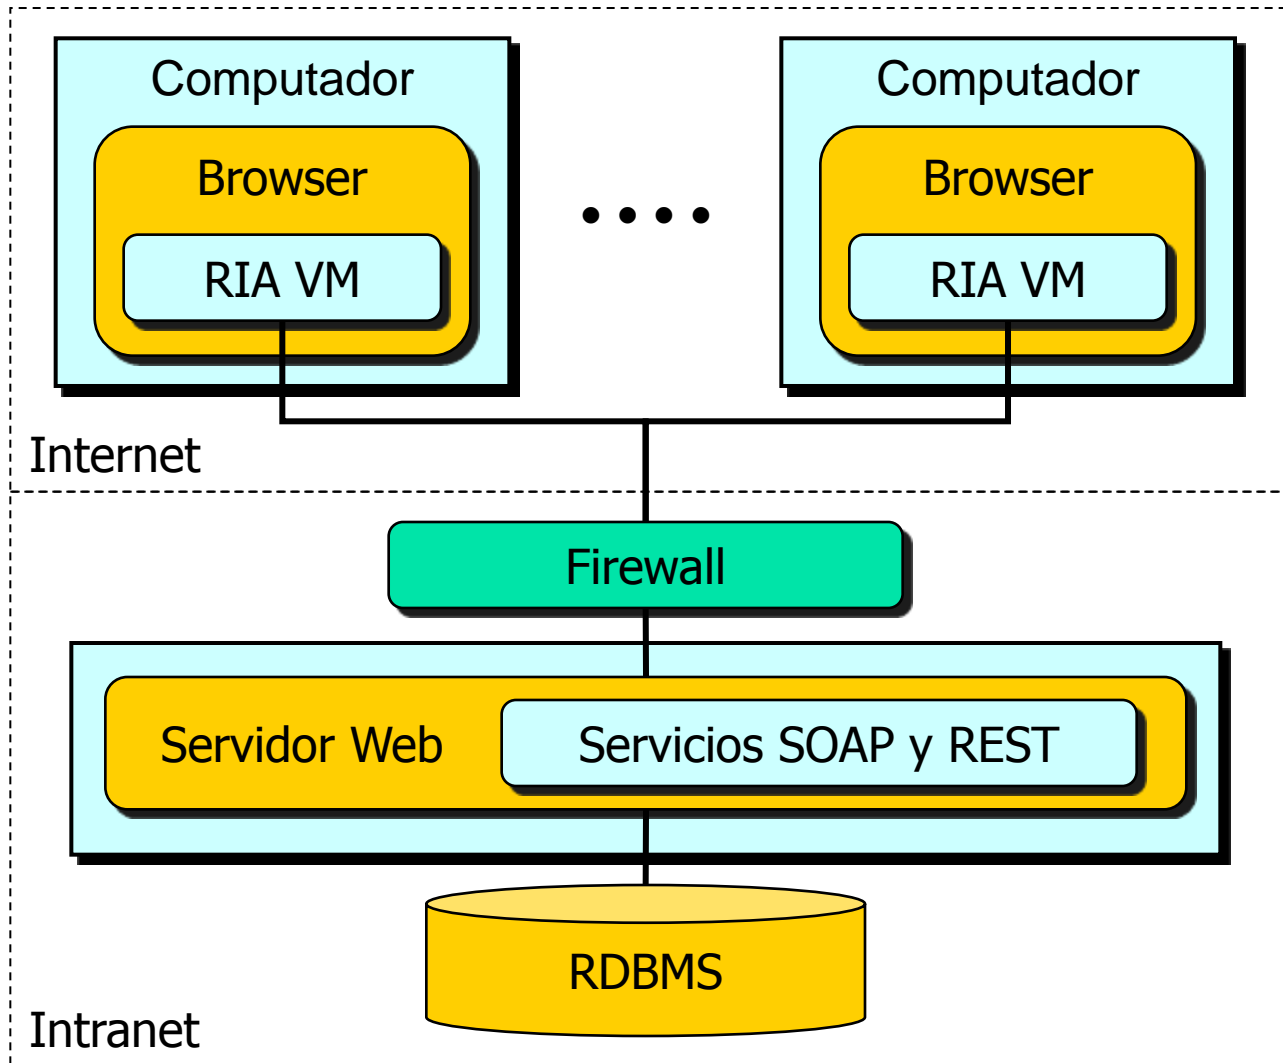 Computador
Computador
Browser
Browser
RIA VM
RIA VM
Internet
Firewall
Servidor Web
Servicios SOAP y REST
RDBMS
Intranet